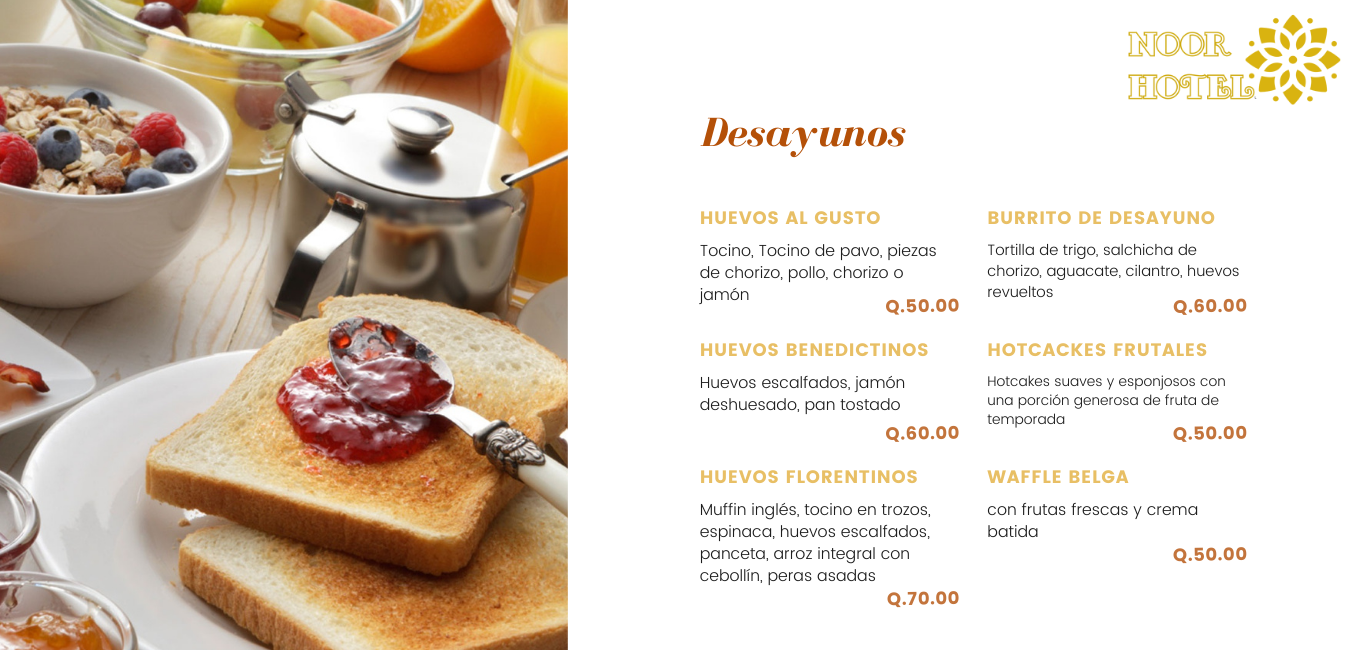 NOOR
HOTEL
Desayunos
HUEVOS AL GUSTO
Tocino, Tocino de pavo, piezas
de chorizo, pollo, chorizo o
jamón
Q.50.00
HUEVOS BENEDICTINOS
Huevos escalfados, jamón
deshuesado, pan tostado
Q.60.00
HUEVOS FLORENTINOS
Muffin inglés, tocino en trozos,
espinaca, huevos escalfados,
panceta, arroz integral con
cebollín, peras asadas
Q.70.00
BURRITO DE DESAYUNO
Tortilla de trigo, salchicha de
chorizo, aguacate, cilantro, huevos
revueltos
Q.60.00
HOTCACKES FRUTALES
Hotcakes suaves y esponjosos con
una porción generosa de fruta de
temporada
Q.50.00
WAFFLE BELGA
con frutas frescas y crema
batida
Q.50.00